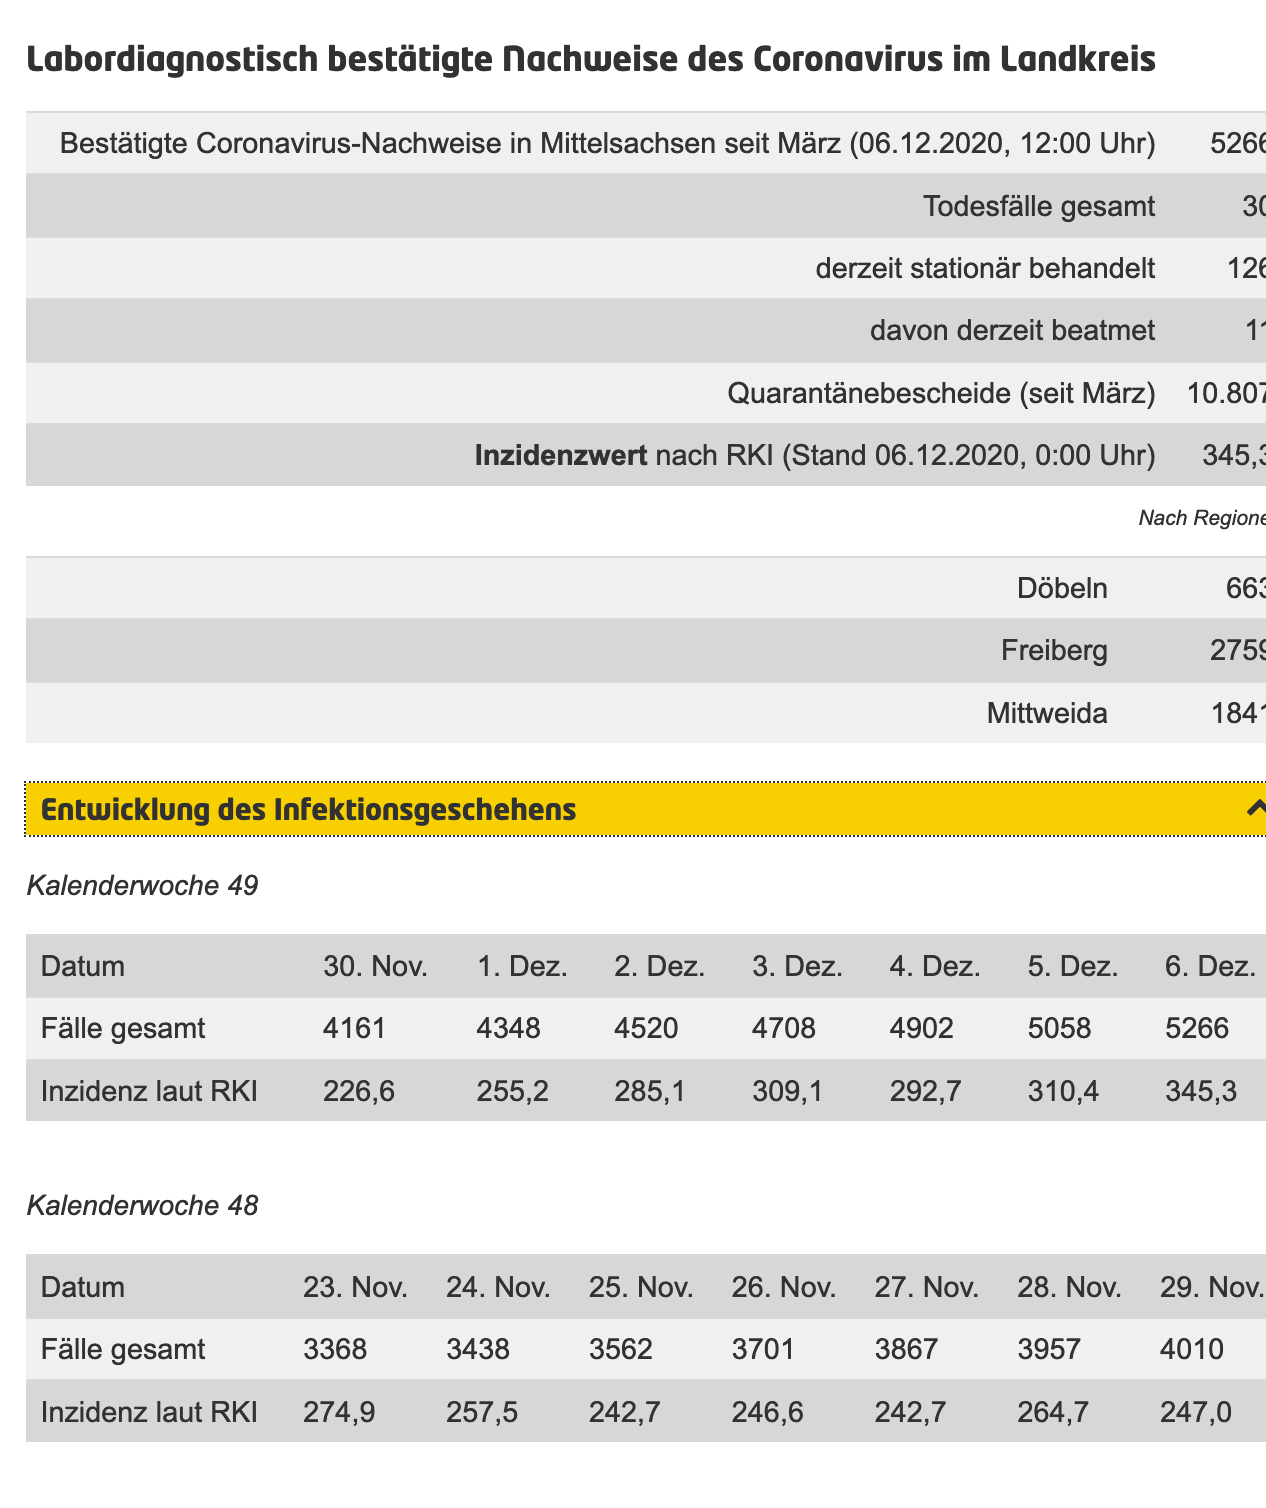 Labordiagnostisch bestätigte Nachweise des Coronavirus im Landkreis
Bestätigte Coronavirus-Nachweise in Mittelsachsen seit März (06.12.2020, 12:00 Uhr) 5266
Todesfälle gesamt 30
derzeit stationär behandelt 126
davon derzeit beatmet 11
Quarantänebescheide (seit März) 10.807
Inzidenzwert nach RKI (Stand 06.12.2020, 0:00 Uhr) 345,3
Nach Regione
Döbeln 663
Freiberg 2759
Mittweida 1841
Entwicklung des Infektionsgeschehens
Kalenderwoche 49
Datum 30. Nov. 1. Dez. 2. Dez. 3. Dez. 4. Dez. 5. Dez. 6. Dez.
Fälle gesamt 4161 4348 4520 4708 4902 5058 5266
Inzidenz laut RKI 226,6 255,2 285,1 309,1 292,7 310,4 345,3
Kalenderwoche 48
Datum 23. Nov. 24. Nov. 25. Nov. 26. Nov. 27. Nov. 28. Nov. 29. Nov.
Fälle gesamt 3368 3438 3562 3701 3867 3957 4010
Inzidenz laut RKI 274,9 257,5 242,7 246,6 242,7 264,7 247,0